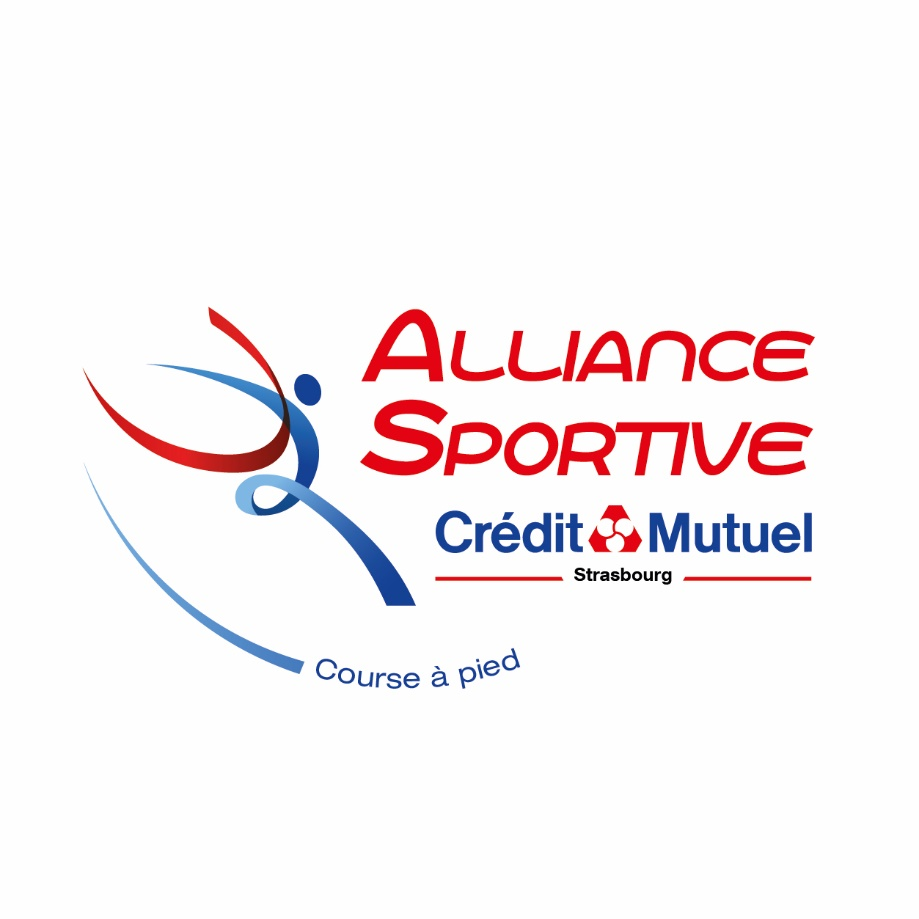 ALLIANCE
SPORTIVE
Crédit Mutuel
Strasbourg
Course à pied